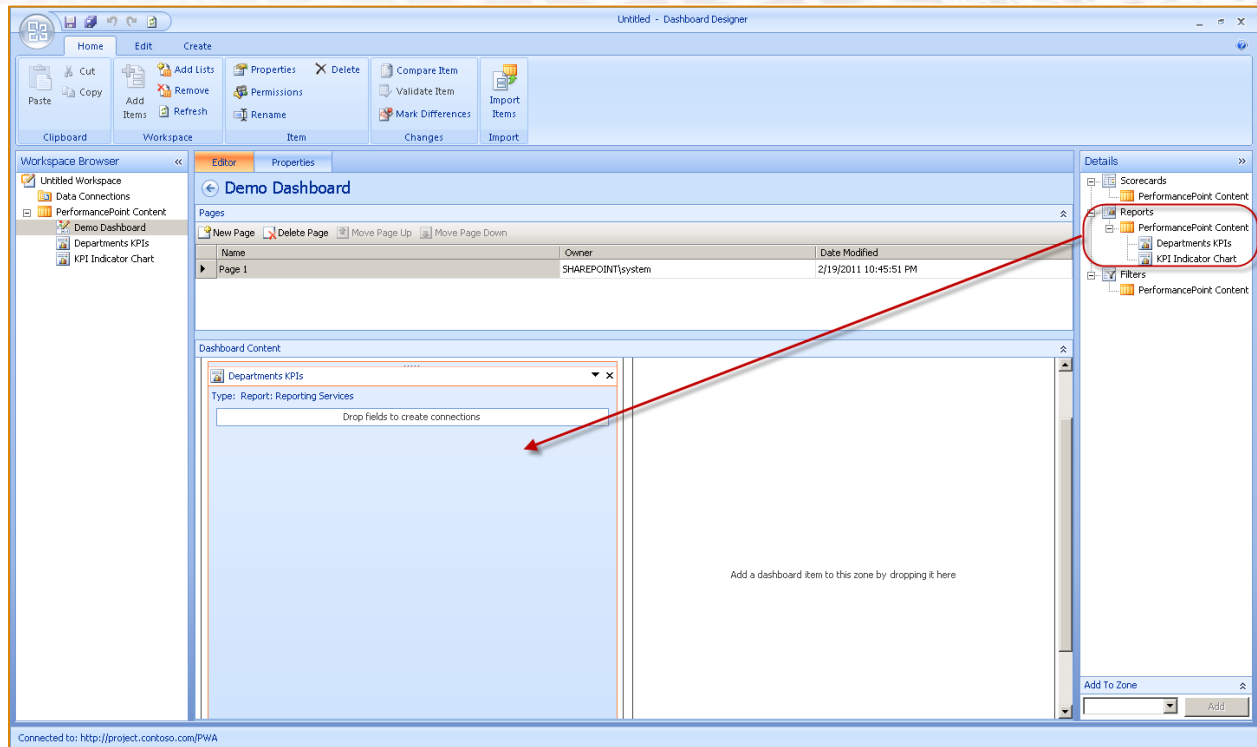 Untitled - Dashboard Designer
Home Edit Create
Paste
Cut
Copy
Clipboard
Add Items
Add Lists
Remove
Refresh
Workspace
Properties
Delete
Permissions
Rename
Item
Compare Item
Validate Item
Mark Differences
Changes
Import Items
Import
Workspace Browser
Untitled Workspace
Data Connections
PerformancePoint Content
Demo Dashboard
Departments KPIs
KPI Indicator Chart
Editor Properties
Demo Dashboard
Pages
New Page Delete Page Move Page Up Move Page Down
Name Owner Date Modified
Page 1 SHAREPOINT\system 2/19/2011 10:45:51 PM
Dashboard Content
Departments KPIs
Type: Report: Reporting Services
Drop fields to create connections
Add a dashboard item to this zone by dropping it here
Details
Scorecards
PerformancePoint Content
Reports
PerformancePoint Content
Departments KPIs
KPI Indicator Chart
Filters
PerformancePoint Content
Add To Zone
Add
Connected to: http://project.contoso.com/PWA